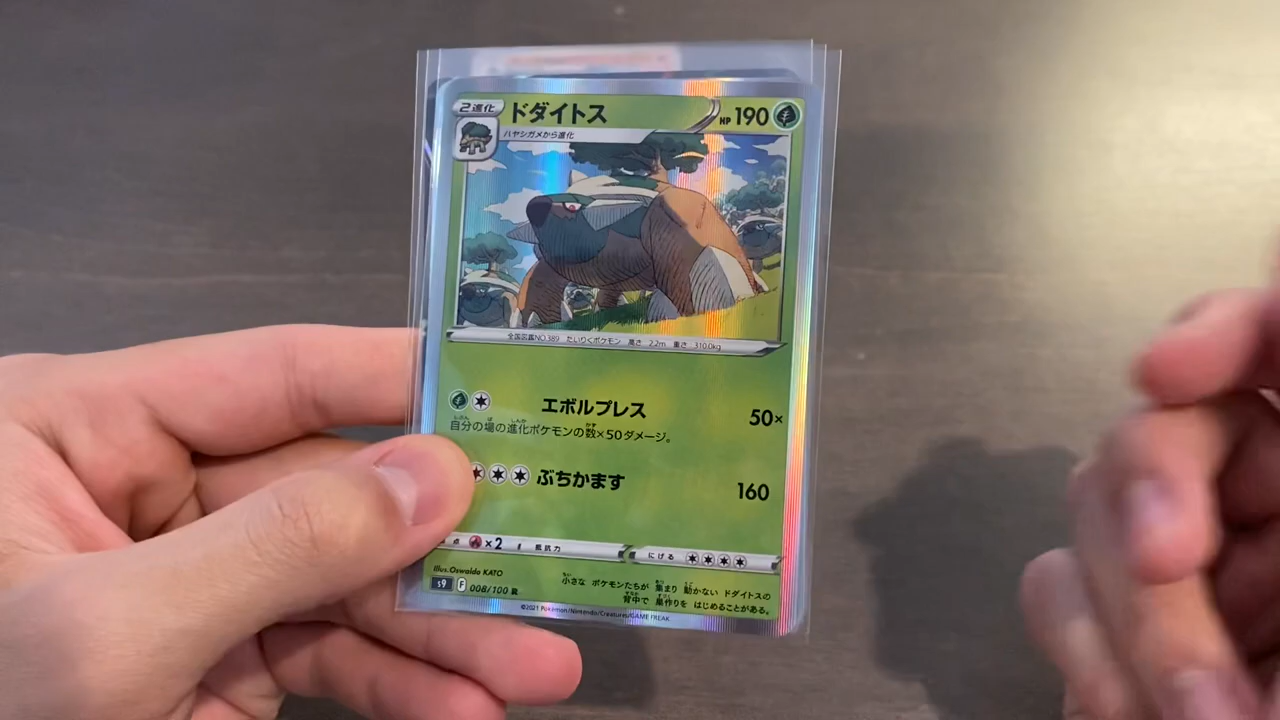 2進化
ドダイトス
HP 190
ハヤシガメから進化
全国図鑑NO.389 たいりくポケモン 高さ 2.2m 重さ 310.0kg
エボルプレス 50×
自分の場の進化ポケモンの数×50ダメージ。
ぶちかます 160
点 ×2 抵抗力 にげる
Illus.Oswaldo KATO
小さな ポケモンたちが 集まり 動かない ドダイトスの
背中で 巣作りを はじめることがある。
s9 F 008/100 R
©2021 Pokémon/Nintendo/Creatures/GAME FREAK